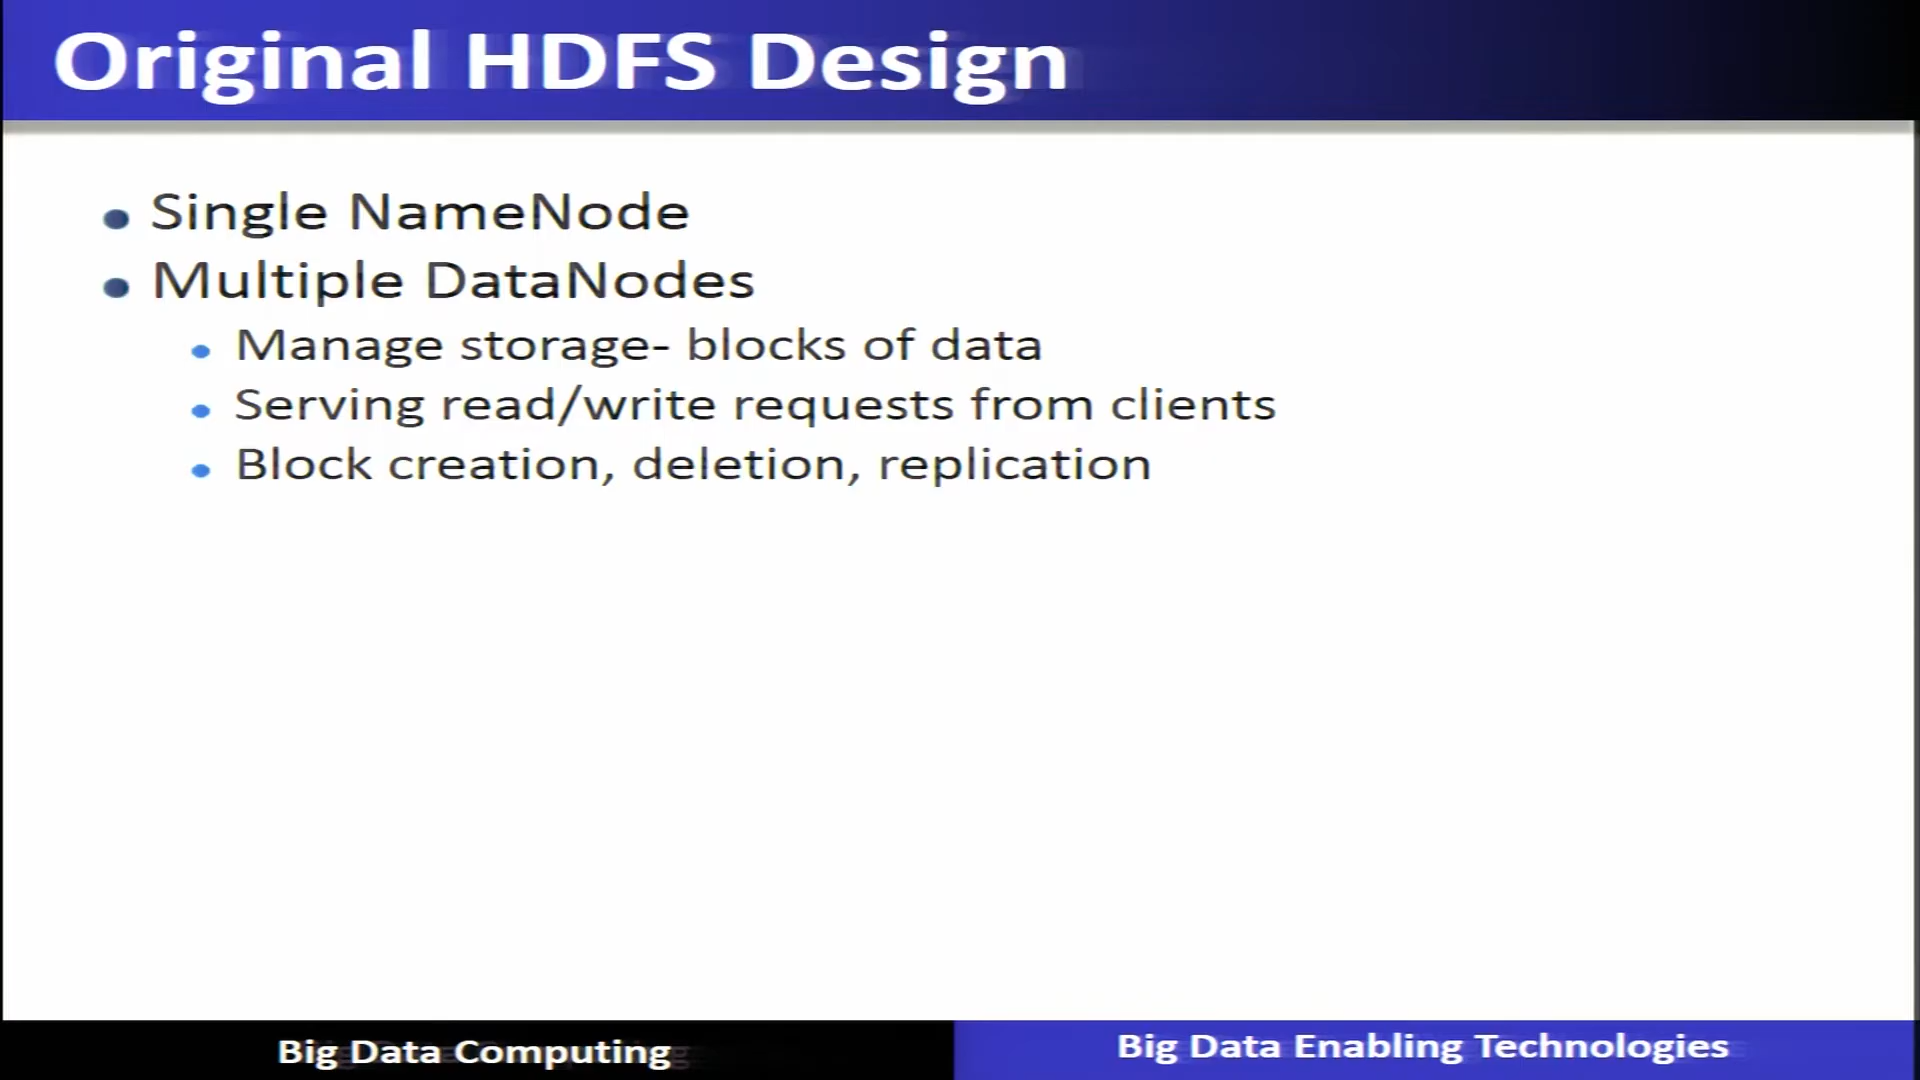 Original HDFS Design
Single NameNode
Multiple DataNodes
Manage storage- blocks of data
Serving read/write requests from clients
Block creation, deletion, replication
Big Data Computing
Big Data Enabling Technologies